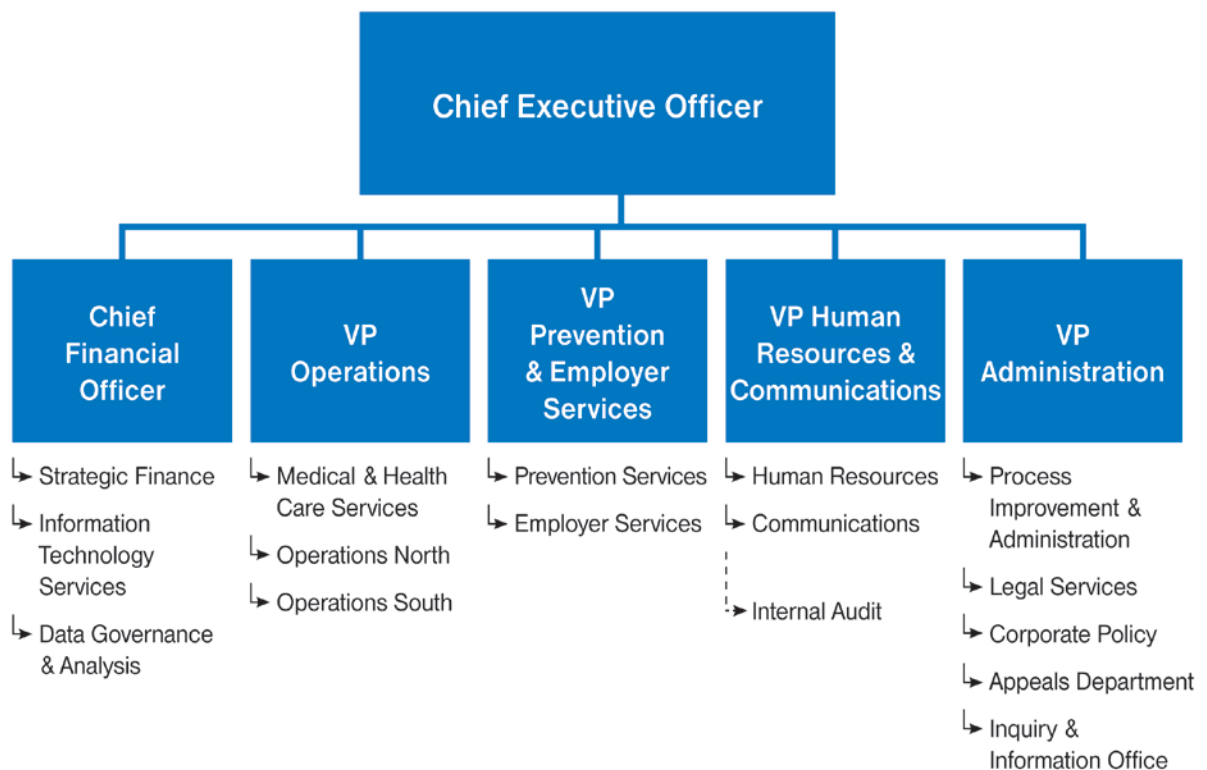 Chief Executive Officer
Chief
Financial
Officer
VP
Operations
VP
Prevention
& Employer
Services
VP Human
Resources &
Communications
VP
Administration
Strategic Finance
Information
Technology
Services
Data Governance
& Analysis
Medical & Health
Care Services
Operations North
Operations South
Prevention Services
Employer Services
Human Resources
Communications
Internal Audit
Process
Improvement &
Administration
Legal Services
Corporate Policy
Appeals Department
Inquiry &
Information Office